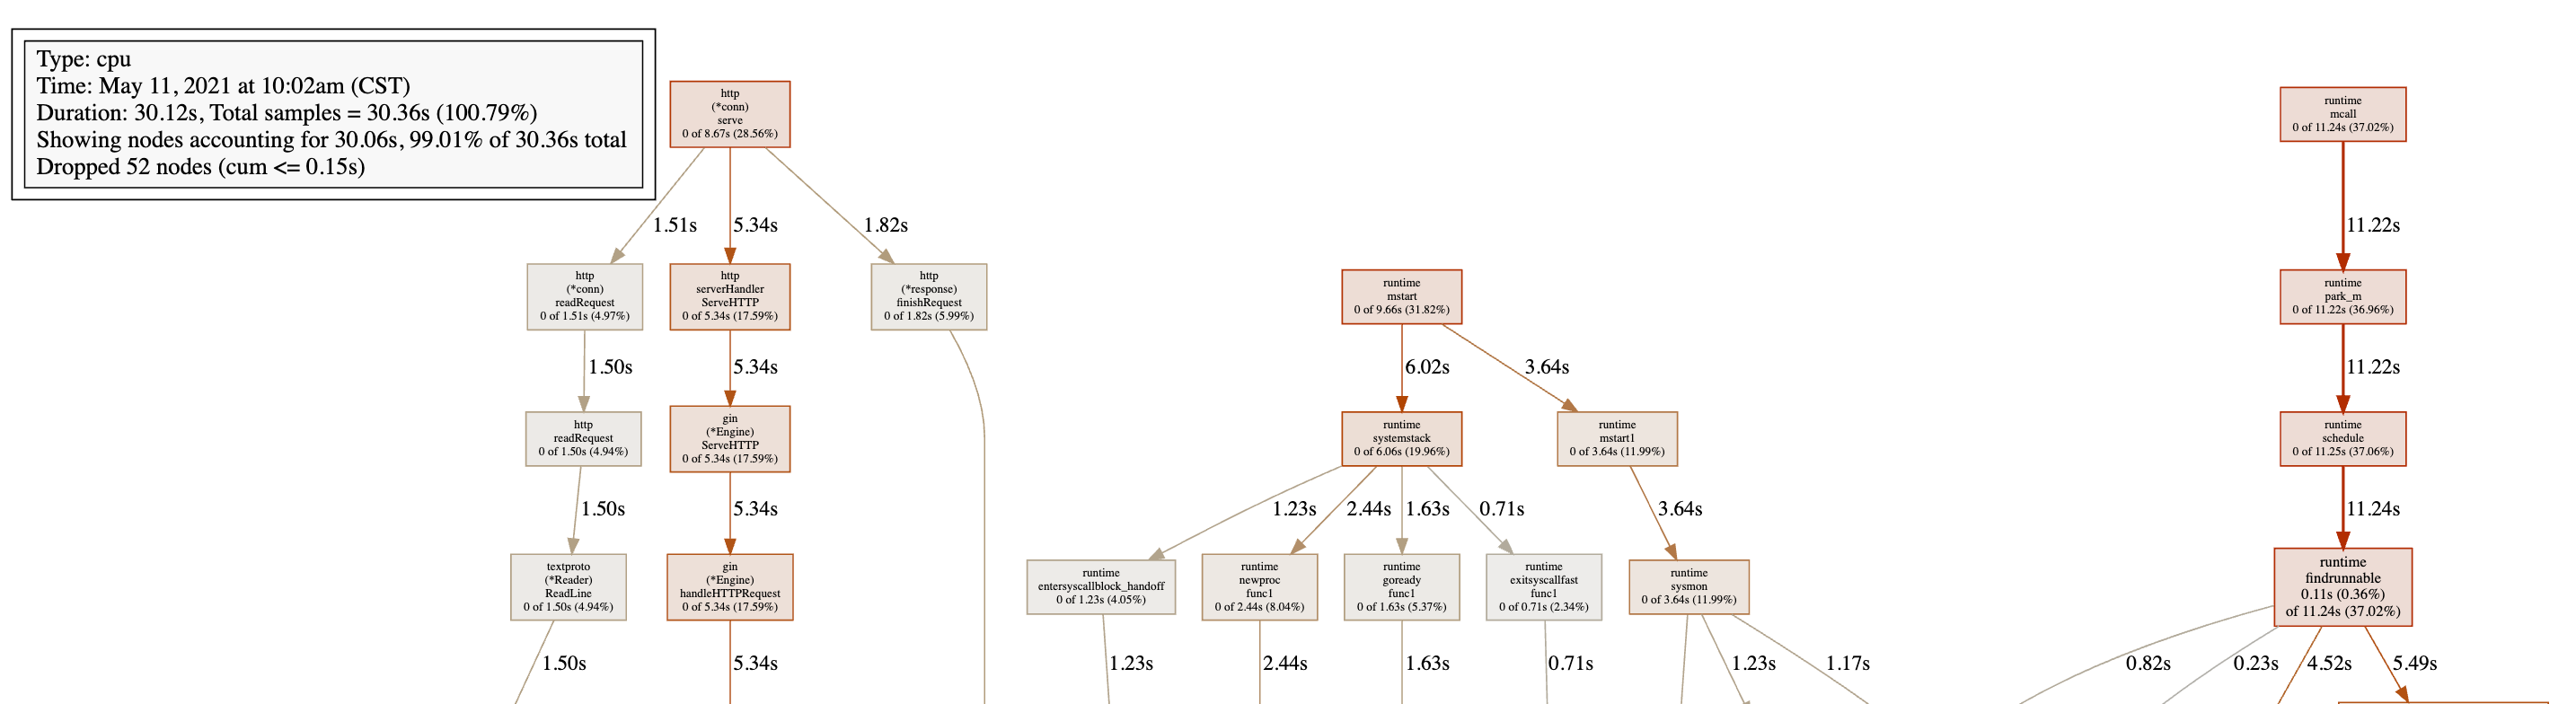 Type: cpu
Time: May 11, 2021 at 10:02am (CST)
Duration: 30.12s, Total samples = 30.36s (100.79%)
Showing nodes accounting for 30.06s, 99.01% of 30.36s total
Dropped 52 nodes (cum <= 0.15s)
http
(*conn)
serve
0 of 8.67s (28.56%)
runtime
mcall
0 of 11.24s (37.02%)
1.51s
5.34s
1.82s
11.22s
http
(*conn)
readRequest
0 of 1.51s (4.97%)
http
serverHandler
ServeHTTP
0 of 5.34s (17.59%)
http
(*response)
finishRequest
0 of 1.82s (5.99%)
runtime
mstart
0 of 9.66s (31.82%)
runtime
park_m
0 of 11.22s (36.96%)
1.50s
5.34s
6.02s
3.64s
11.22s
http
readRequest
0 of 1.50s (4.94%)
gin
(*Engine)
ServeHTTP
0 of 5.34s (17.59%)
runtime
systemstack
0 of 6.06s (19.96%)
runtime
mstart1
0 of 3.64s (11.99%)
runtime
schedule
0 of 11.25s (37.06%)
1.50s
5.34s
1.23s
2.44s
1.63s
0.71s
3.64s
11.24s
textproto
(*Reader)
ReadLine
0 of 1.50s (4.94%)
gin
(*Engine)
handleHTTPRequest
0 of 5.34s (17.59%)
runtime
entersyscallblock_handoff
0 of 1.23s (4.05%)
runtime
newproc
func1
0 of 2.44s (8.04%)
runtime
goready
func1
0 of 1.63s (5.37%)
runtime
exitsyscallfast
func1
0 of 0.71s (2.34%)
runtime
sysmon
0 of 3.64s (11.99%)
runtime
findrunnable
0.11s (0.36%)
of 11.24s (37.02%)
1.50s
5.34s
1.23s
2.44s
1.63s
0.71s
1.23s
1.17s
0.82s
0.23s
4.52s
5.49s